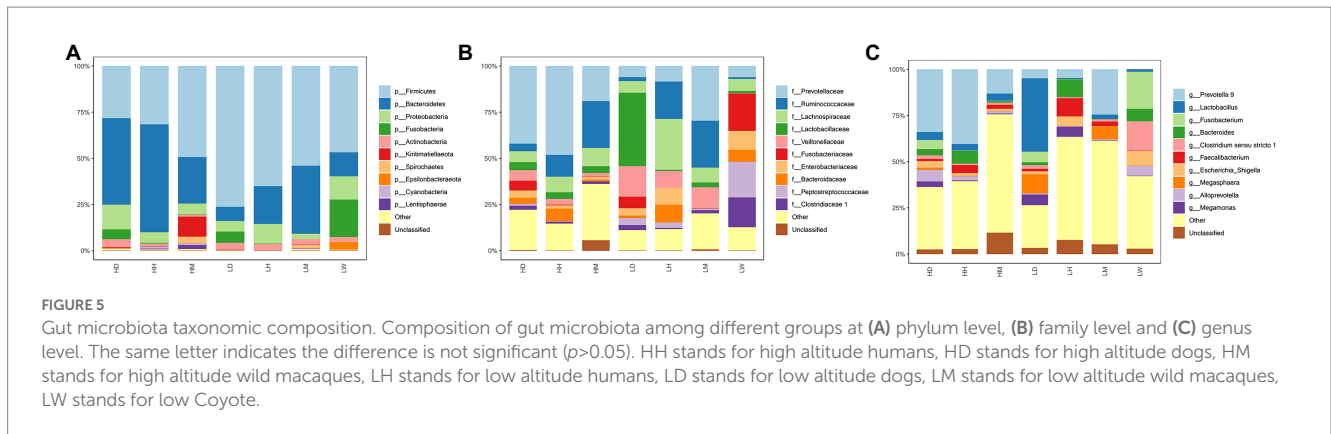 A
100%
75%
50%
25%
0%
HD HH HM LD LH LM LW
p__Firmicutes
p__Bacteroidetes
p__Proteobacteria
p__Fusobacteria
p__Actinobacteria
p__Kiritimatiellaeota
p__Spirochaetes
p__Epsilonbacteraeota
p__Cyanobacteria
p__Lentisphaerae
Other
Unclassified
B
100%
75%
50%
25%
0%
HD HH HM LD LH LM LW
f__Prevotellaceae
f__Ruminococcaceae
f__Lachnospiraceae
f__Lactobacillaceae
f__Veillonellaceae
f__Fusobacteriaceae
f__Enterobacteriaceae
f__Bacteroidaceae
f__Peptostreptococcaceae
f__Clostridiaceae 1
Other
Unclassified
C
100%
75%
50%
25%
0%
HD HH HM LD LH LM LW
g__Prevotella 9
g__Lactobacillus
g__Fusobacterium
g__Bacteroides
g__Clostridium sensu stricto 1
g__Faecalibacterium
g__Escherichia_Shigella
g__Megasphaera
g__Alloprevotella
g__Megamonas
Other
Unclassified
FIGURE 5
Gut microbiota taxonomic composition. Composition of gut microbiota among different groups at (A) phylum level, (B) family level and (C) genus
level. The same letter indicates the difference is not significant (p>0.05). HH stands for high altitude humans, HD stands for high altitude dogs, HM
stands for high altitude wild macaques, LH stands for low altitude humans, LD stands for low altitude dogs, LM stands for low altitude wild macaques,
LW stands for low Coyote.